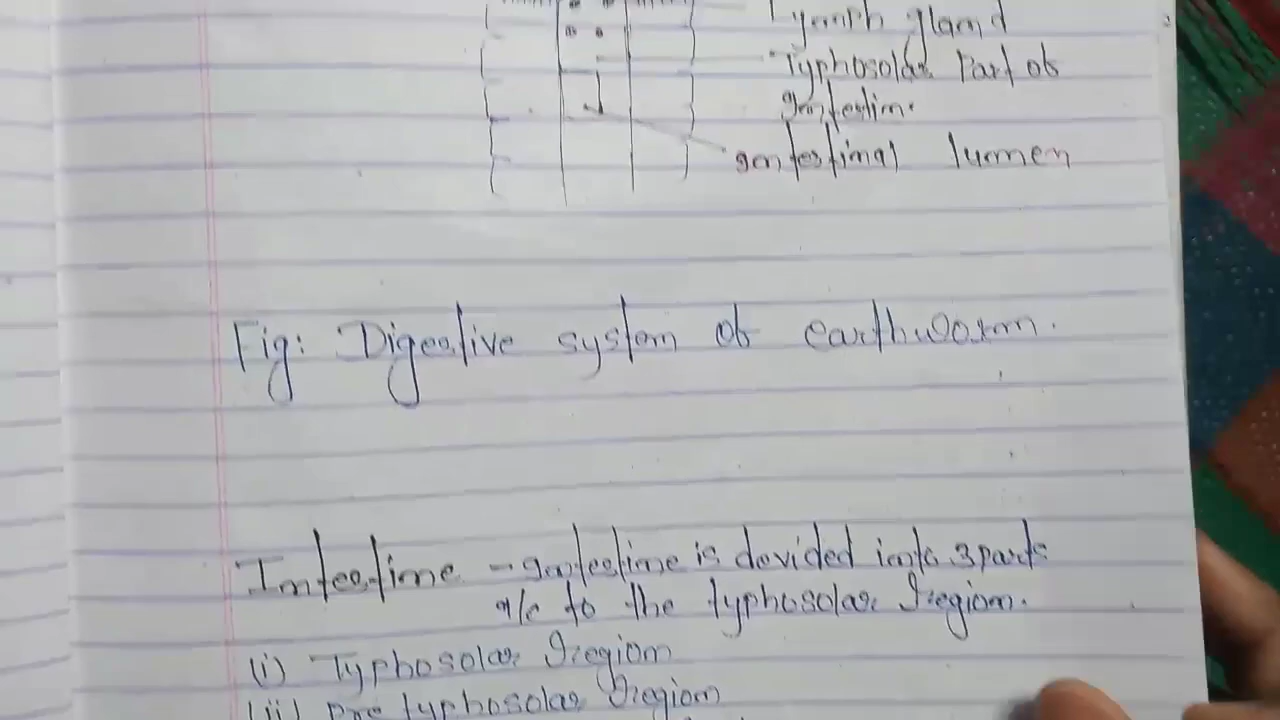 Lymph gland
Typhosolar Part of
Intestine.
Intestinal lumen
Fig: Digestive system of earthworm.
Intestine - Intestine is devided into 3 parts
a/c to the typhosolar region.
(i) Typhosolar region
(ii) Pre typhosolar region